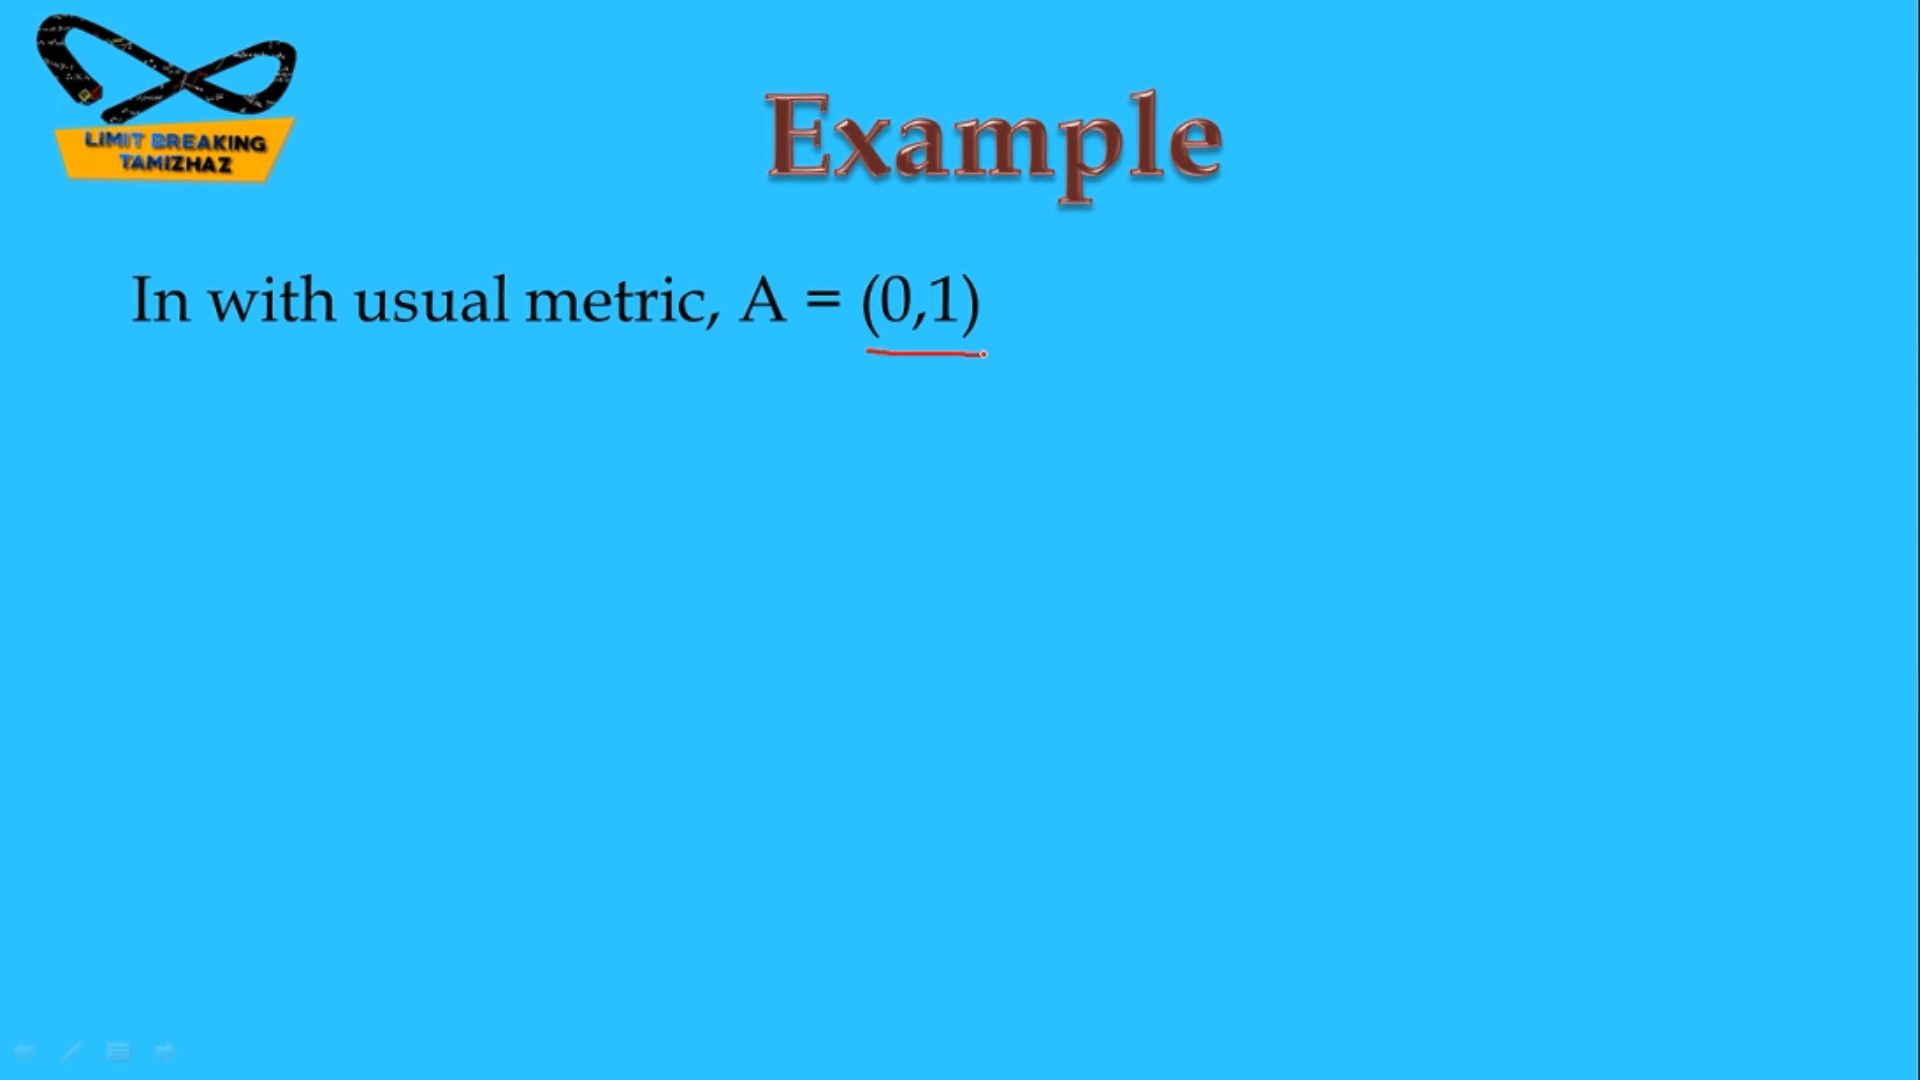 LIMIT BREAKING
TAMIZHAZ
Example
In with usual metric, A = (0,1)